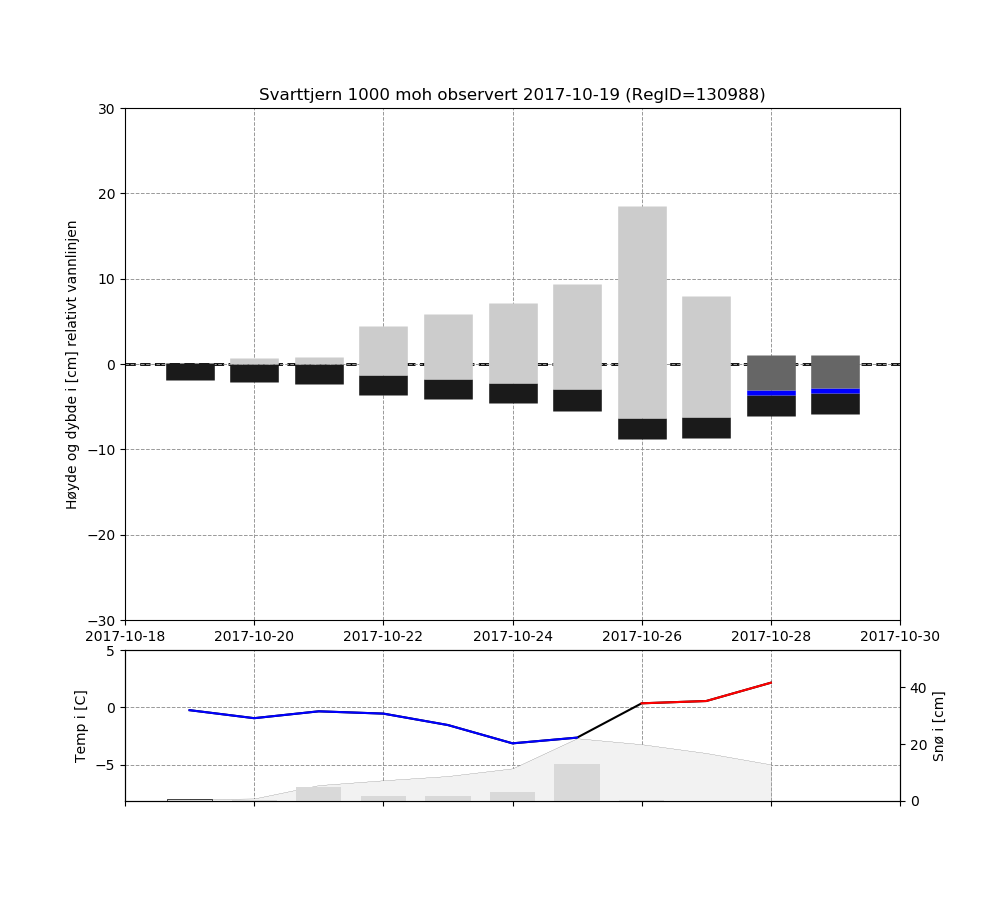 Svarttjern 1000 moh observert 2017-10-19 (RegID=130988)
Høyde og dybde i [cm] relativt vannlinjen
30
20
10
0
−10
−20
−30
2017-10-18 2017-10-20 2017-10-22 2017-10-24 2017-10-26 2017-10-28 2017-10-30
Temp i [C]
5
0
−5
40
20
0
Snø i [cm]